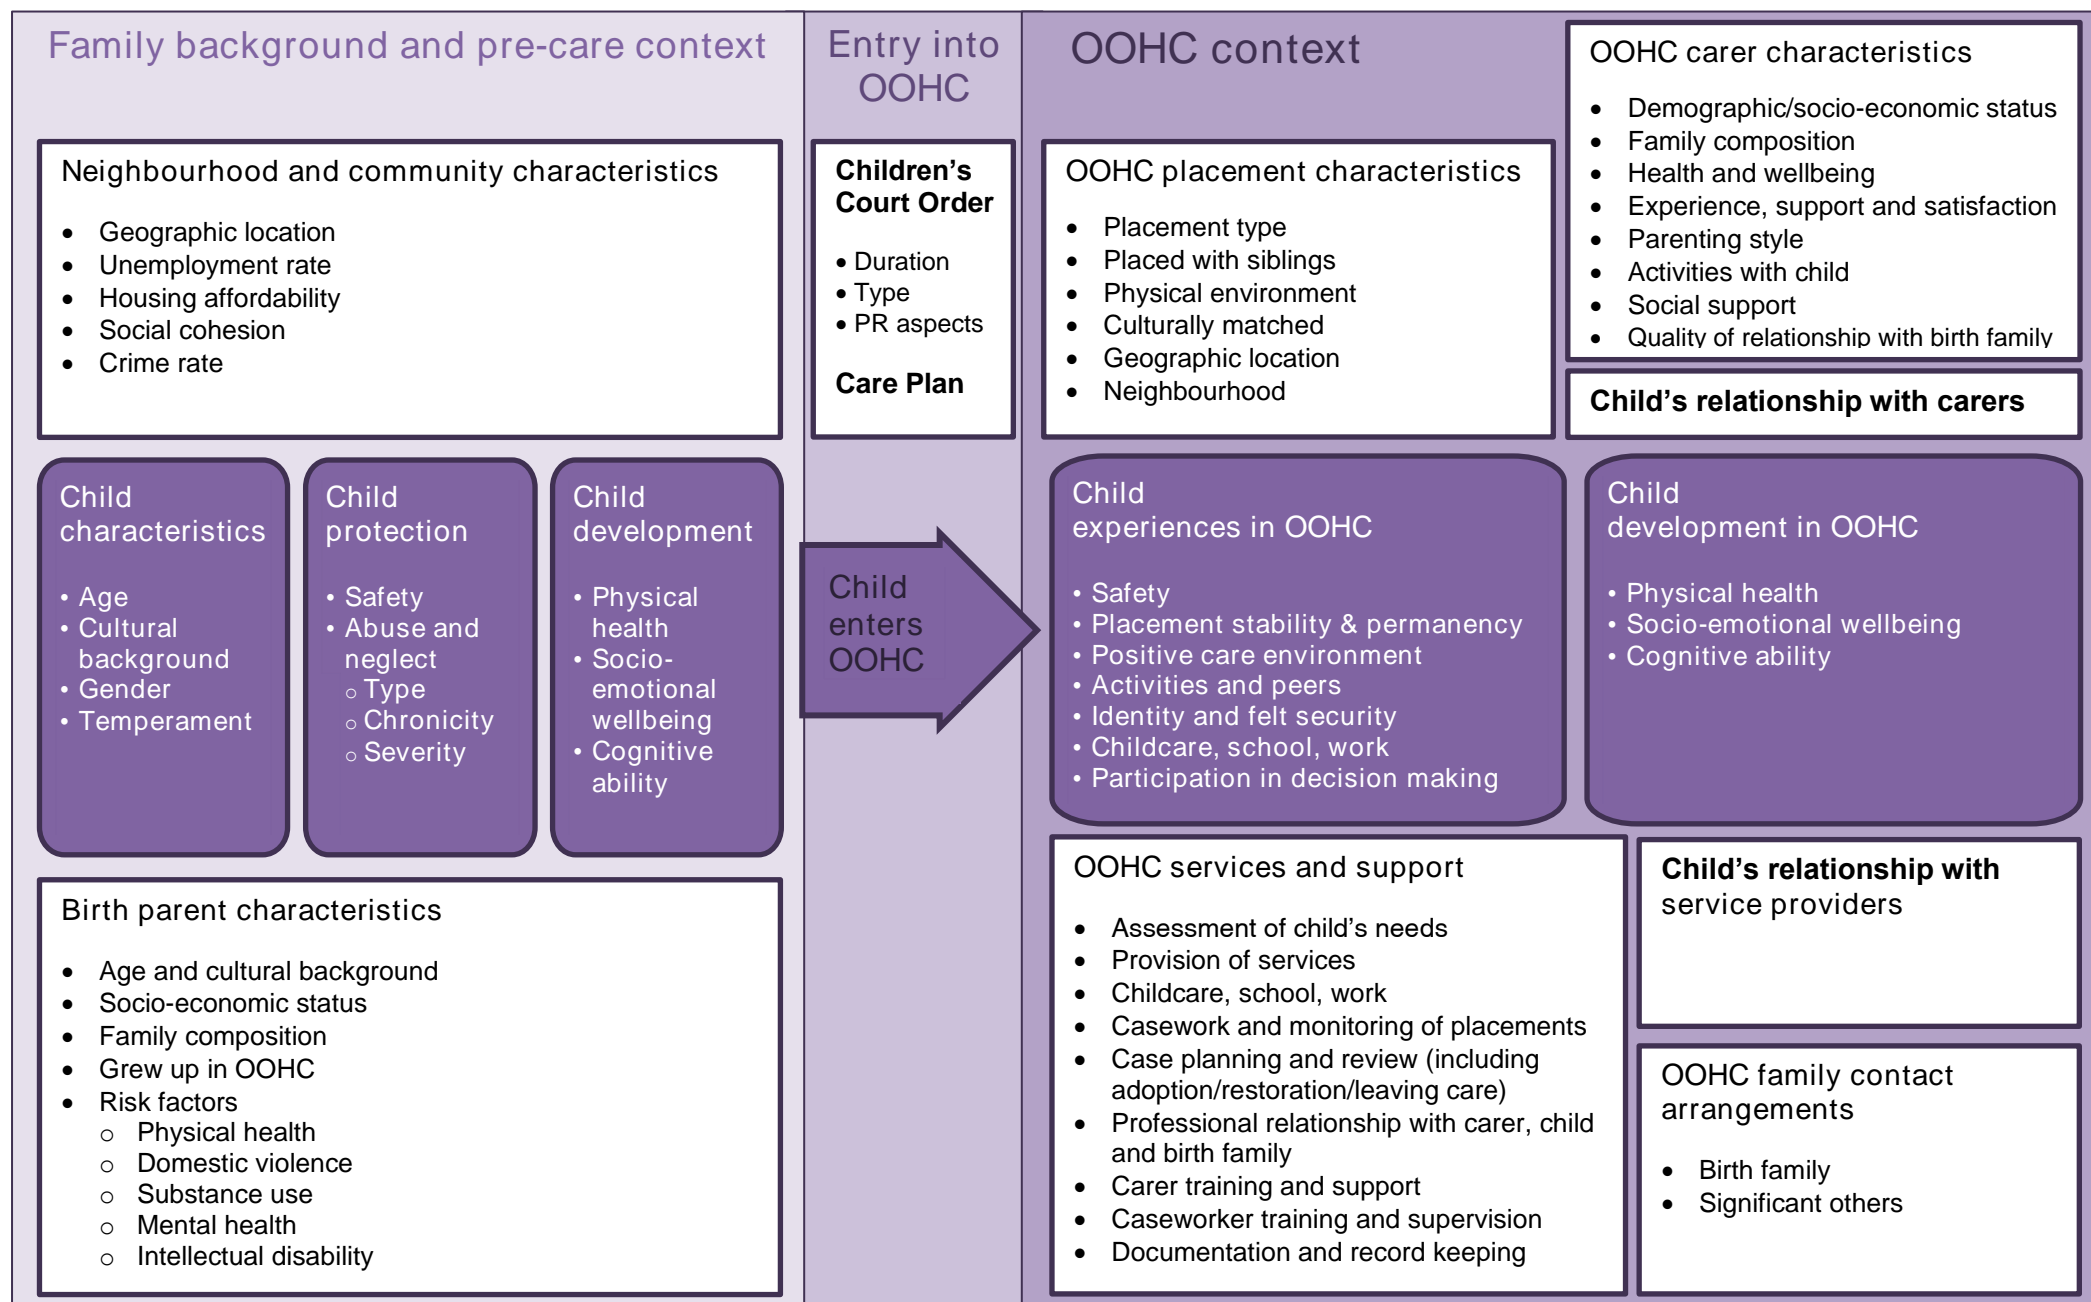 Family background and pre-care context
Neighbourhood and community characteristics
• Geographic location
• Unemployment rate
• Housing affordability
• Social cohesion
• Crime rate
Child
characteristics
• Age
• Cultural
background
• Gender
• Temperament
Child
protection
• Safety
• Abuse and
neglect
o Type
o Chronicity
o Severity
Child
development
• Physical
health
• Socio-
emotional
wellbeing
• Cognitive
ability
Birth parent characteristics
• Age and cultural background
• Socio-economic status
• Family composition
• Grew up in OOHC
• Risk factors
o Physical health
o Domestic violence
o Substance use
o Mental health
o Intellectual disability
Entry into
OOHC
Children’s
Court Order
• Duration
• Type
• PR aspects
Care Plan
Child
enters
OOHC
OOHC context
OOHC placement characteristics
• Placement type
• Placed with siblings
• Physical environment
• Culturally matched
• Geographic location
• Neighbourhood
OOHC carer characteristics
• Demographic/socio-economic status
• Family composition
• Health and wellbeing
• Experience, support and satisfaction
• Parenting style
• Activities with child
• Social support
• Quality of relationship with birth family
Child’s relationship with carers
Child
experiences in OOHC
• Safety
• Placement stability & permanency
• Positive care environment
• Activities and peers
• Identity and felt security
• Childcare, school, work
• Participation in decision making
Child
development in OOHC
• Physical health
• Socio-emotional wellbeing
• Cognitive ability
OOHC services and support
• Assessment of child’s needs
• Provision of services
• Childcare, school, work
• Casework and monitoring of placements
• Case planning and review (including
adoption/restoration/leaving care)
• Professional relationship with carer, child
and birth family
• Carer training and support
• Caseworker training and supervision
• Documentation and record keeping
Child’s relationship with
service providers
OOHC family contact
arrangements
• Birth family
• Significant others